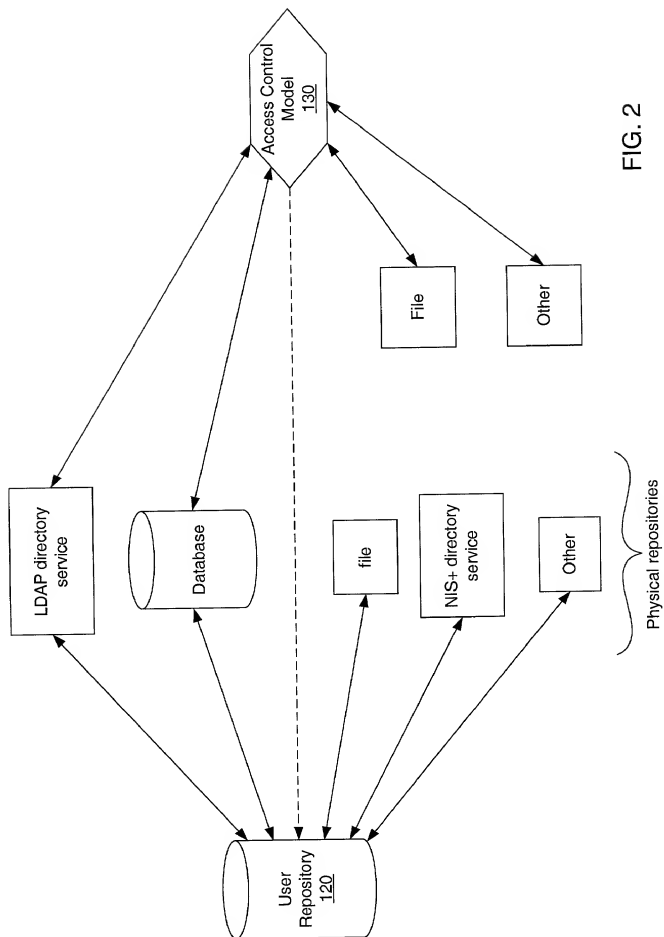 Access Control
Model
130
LDAP directory
service
Database
File
Other
file
NIS+ directory
service
Other
Physical repositories
User
Repository
120
FIG. 2